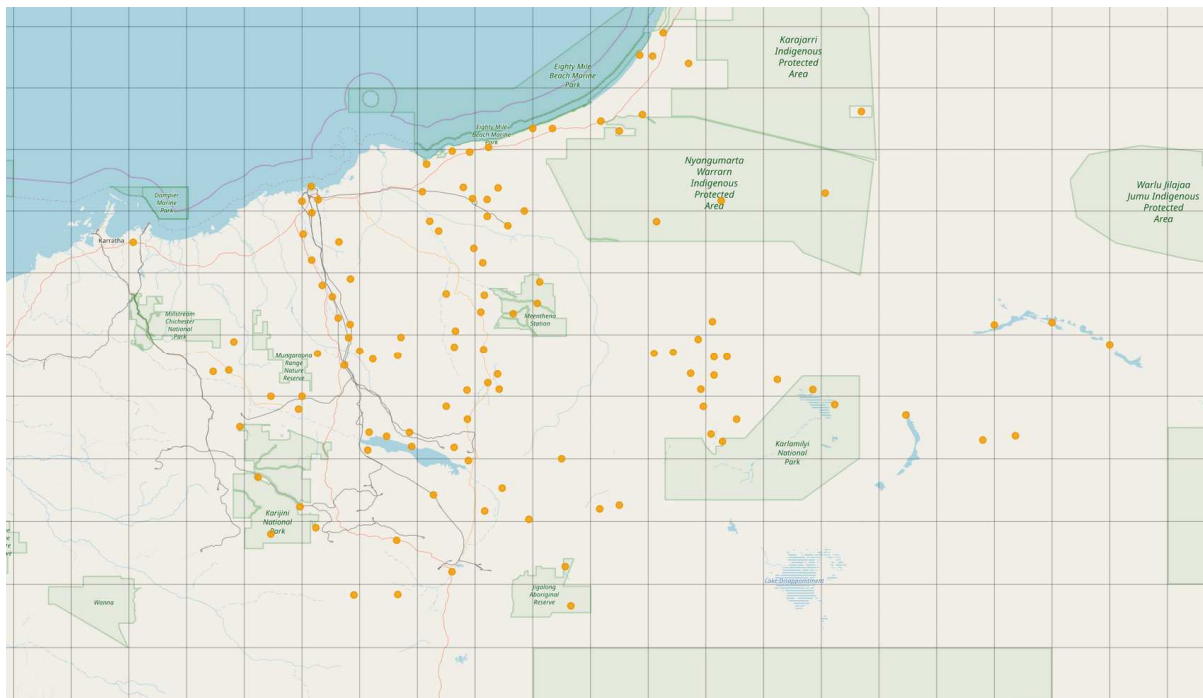 Karajarri
Indigenous
Protected
Area
Eighty Mile
Beach Marine
Park
Eighty Mile
Beach Marine
Park
Nyangumarta
Warrarn
Indigenous
Protected
Area
Warlu Jilajaa
Jumu Indigenous
Protected
Area
Dampier
Marine
Park
Karratha
Millstream
Chichester
National
Park
Meenthena
Station
Mungaroona
Range
Nature
Reserve
Karlamilyi
National
Park
Karijini
National
Park
Lake Disappointment
Jigalong
Aboriginal
Reserve
Wanna